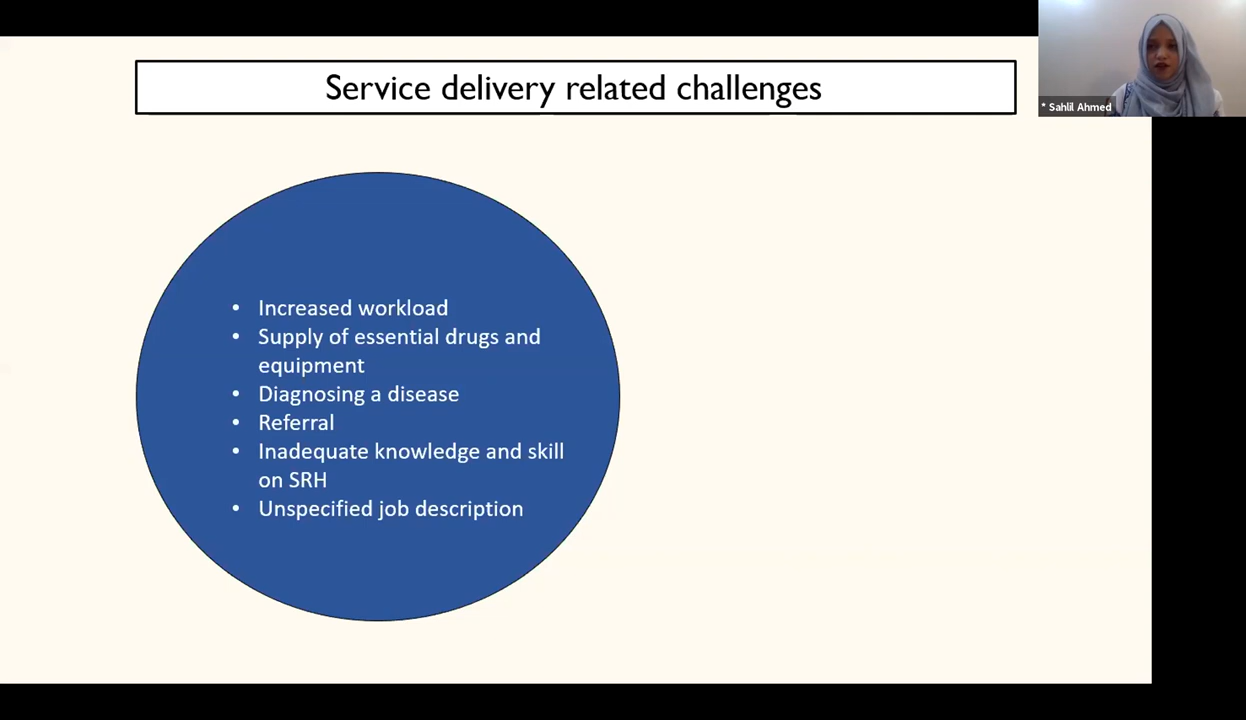 Service delivery related challenges
* Sahlil Ahmed
• Increased workload
• Supply of essential drugs and
equipment
• Diagnosing a disease
• Referral
• Inadequate knowledge and skill
on SRH
• Unspecified job description